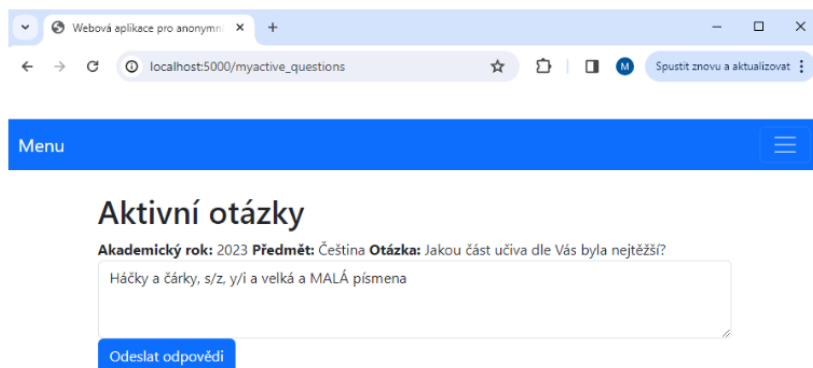 Webová aplikace pro anonymn
localhost:5000/myactive_questions
M
Spustit znovu a aktualizovat
Menu
Aktivní otázky
Akademický rok: 2023 Předmět: Čeština Otázka: Jakou část učiva dle Vás byla nejtěžší?
Háčky a čárky, s/z, y/i a velká a MALÁ písmena
Odeslat odpovědi